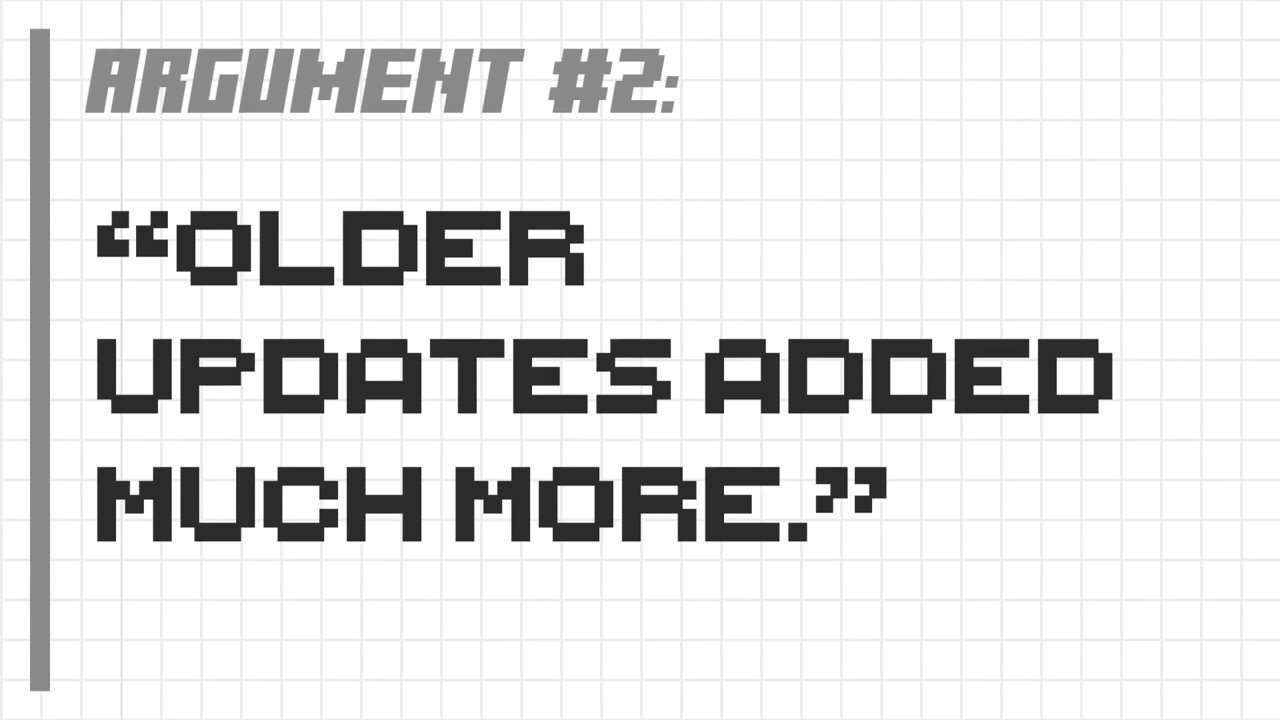 ARGUMENT #2:
“OLDER
UPDATES ADDED
MUCH MORE.”